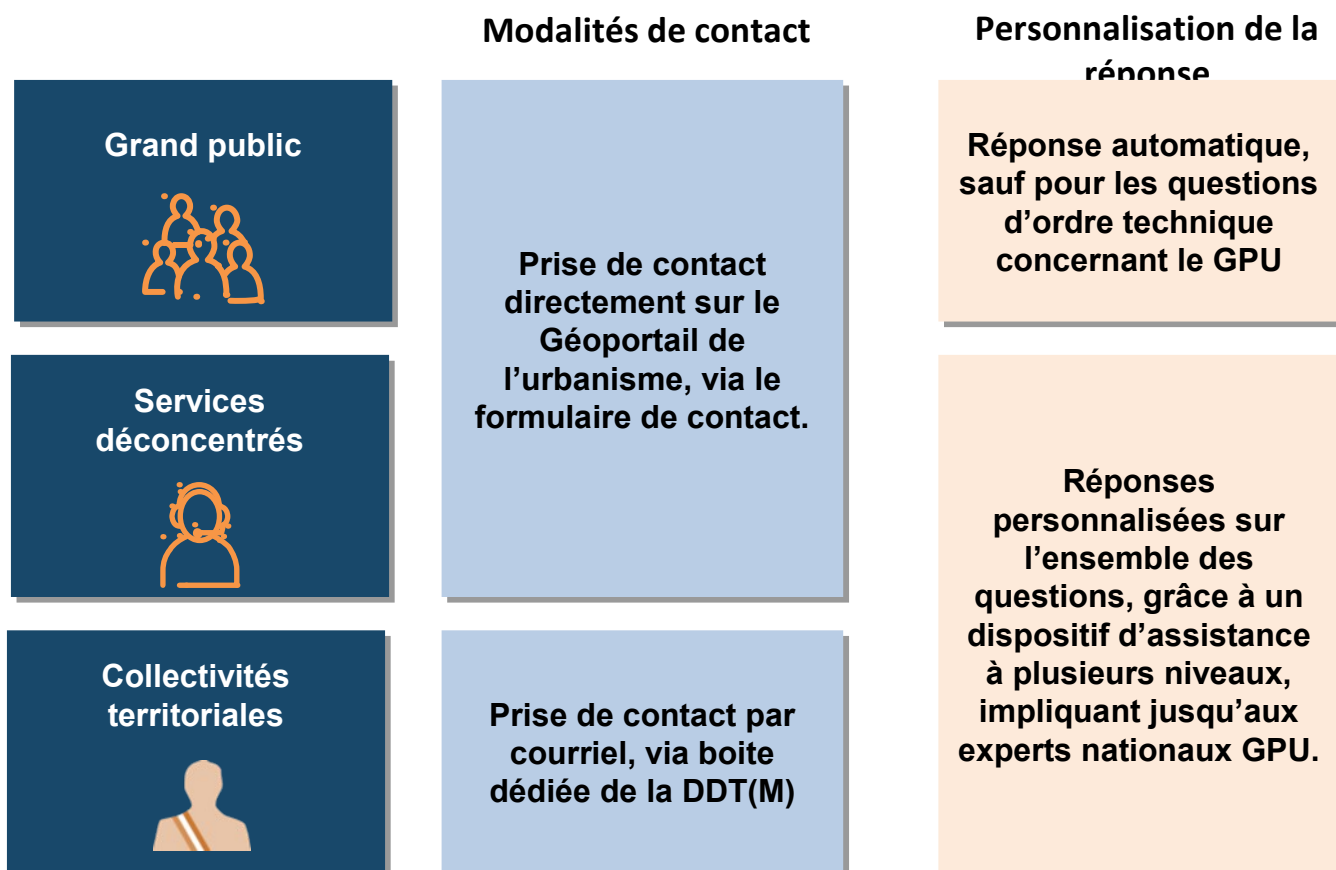 Modalités de contact
Personnalisation de la
réponse
Grand public
Services
déconcentrés
Collectivités
territoriales
Prise de contact
directement sur le
Géoportail de
l’urbanisme, via le
formulaire de contact.
Prise de contact par
courriel, via boite
dédiée de la DDT(M)
Réponse automatique,
sauf pour les questions
d’ordre technique
concernant le GPU
Réponses
personnalisées sur
l’ensemble des
questions, grâce à un
dispositif d’assistance
à plusieurs niveaux,
impliquant jusqu’aux
experts nationaux GPU.